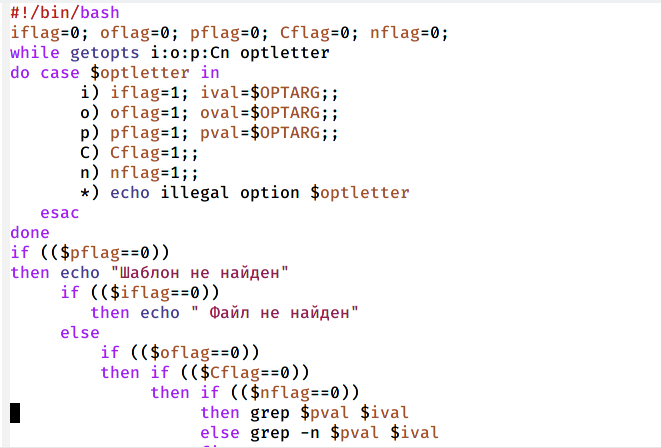 #!/bin/bash
iflag=0; oflag=0; pflag=0; Cflag=0; nflag=0;
while getopts i:o:p:Cn optletter
do case $optletter in
       i) iflag=1; ival=$OPTARG;;
       o) oflag=1; oval=$OPTARG;;
       p) pflag=1; pval=$OPTARG;;
       C) Cflag=1;;
       n) nflag=1;;
       *) echo illegal option $optletter
   esac
done
if (($pflag==0))
then echo "Шаблон не найден"
     if (($iflag==0))
        then echo " Файл не найден"
     else
         if (($oflag==0))
         then if (($Cflag==0))
              then if (($nflag==0))
                   then grep $pval $ival
                   else grep -n $pval $ival